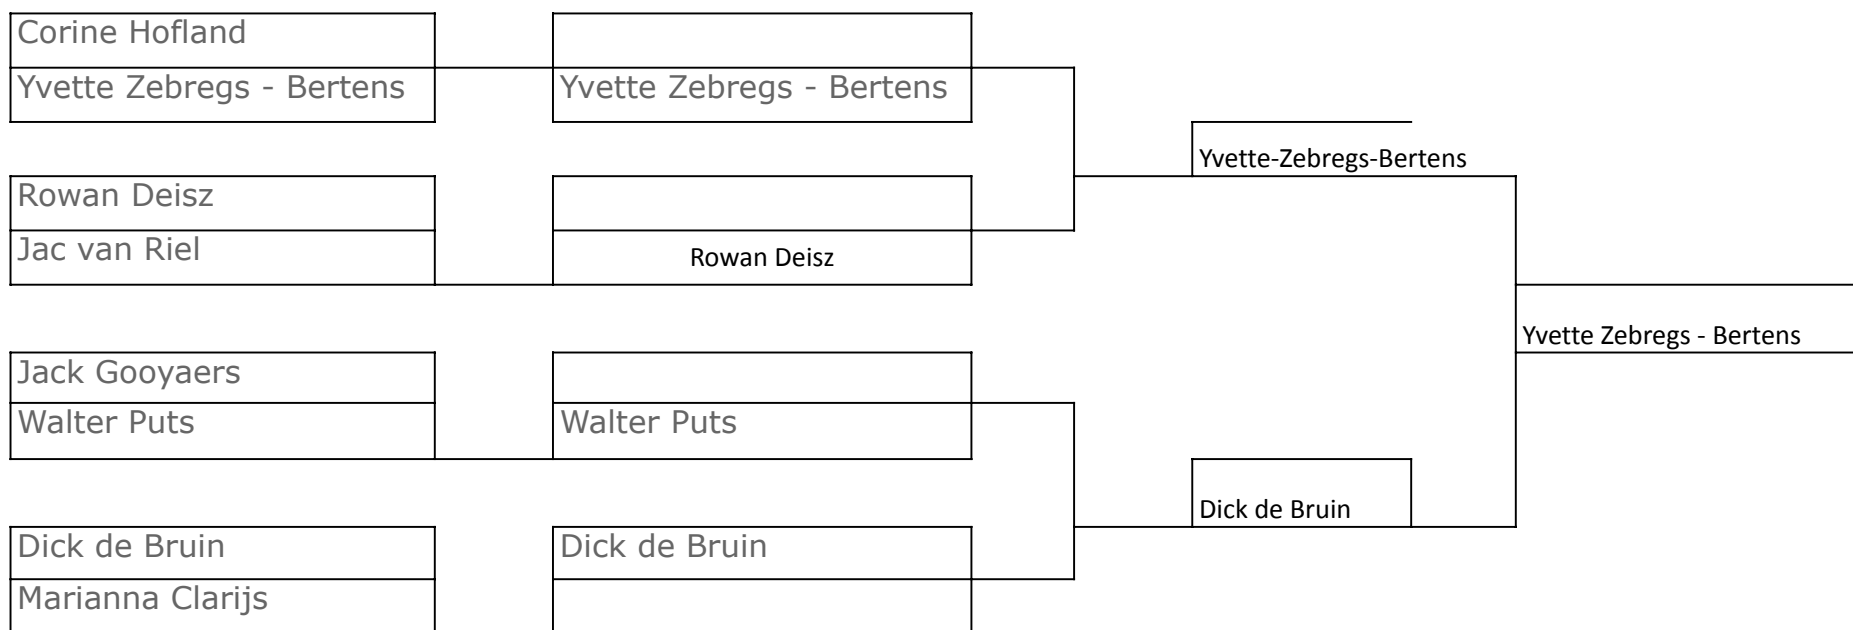 Corine Hofland
Yvette Zebregs - Bertens
Yvette Zebregs - Bertens
Yvette-Zebregs-Bertens
Rowan Deisz
Jac van Riel
Rowan Deisz
Yvette Zebregs - Bertens
Jack Gooyaers
Walter Puts
Walter Puts
Dick de Bruin
Dick de Bruin
Dick de Bruin
Marianna Clarijs